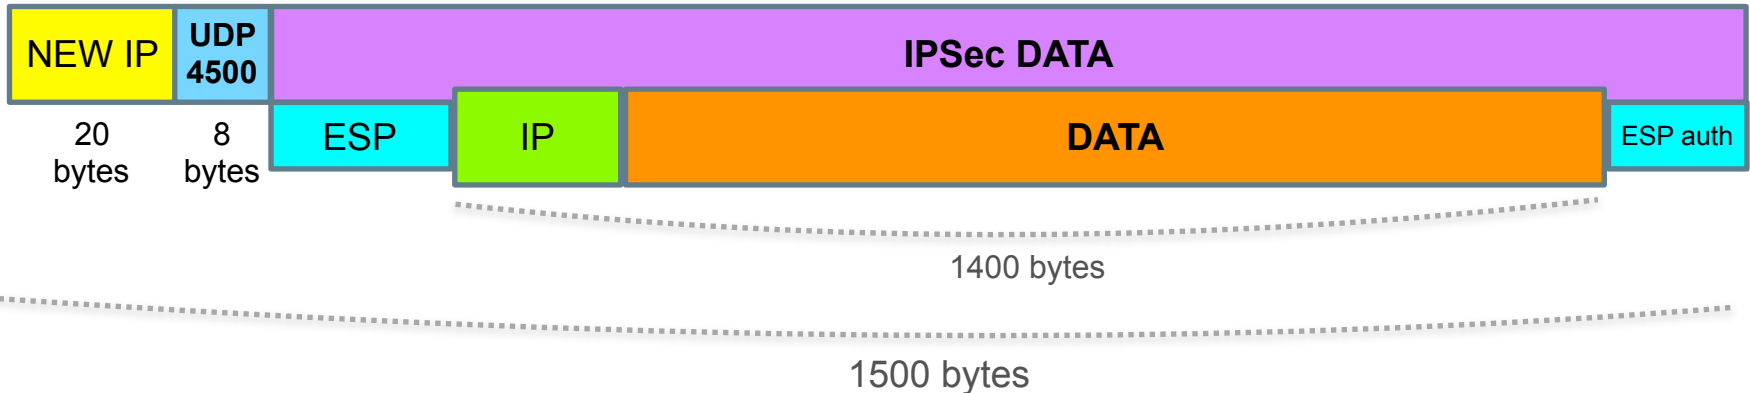 NEW IP
UDP
4500
IPSec DATA
20
bytes
8
bytes
ESP
IP
DATA
ESP auth
1400 bytes
1500 bytes